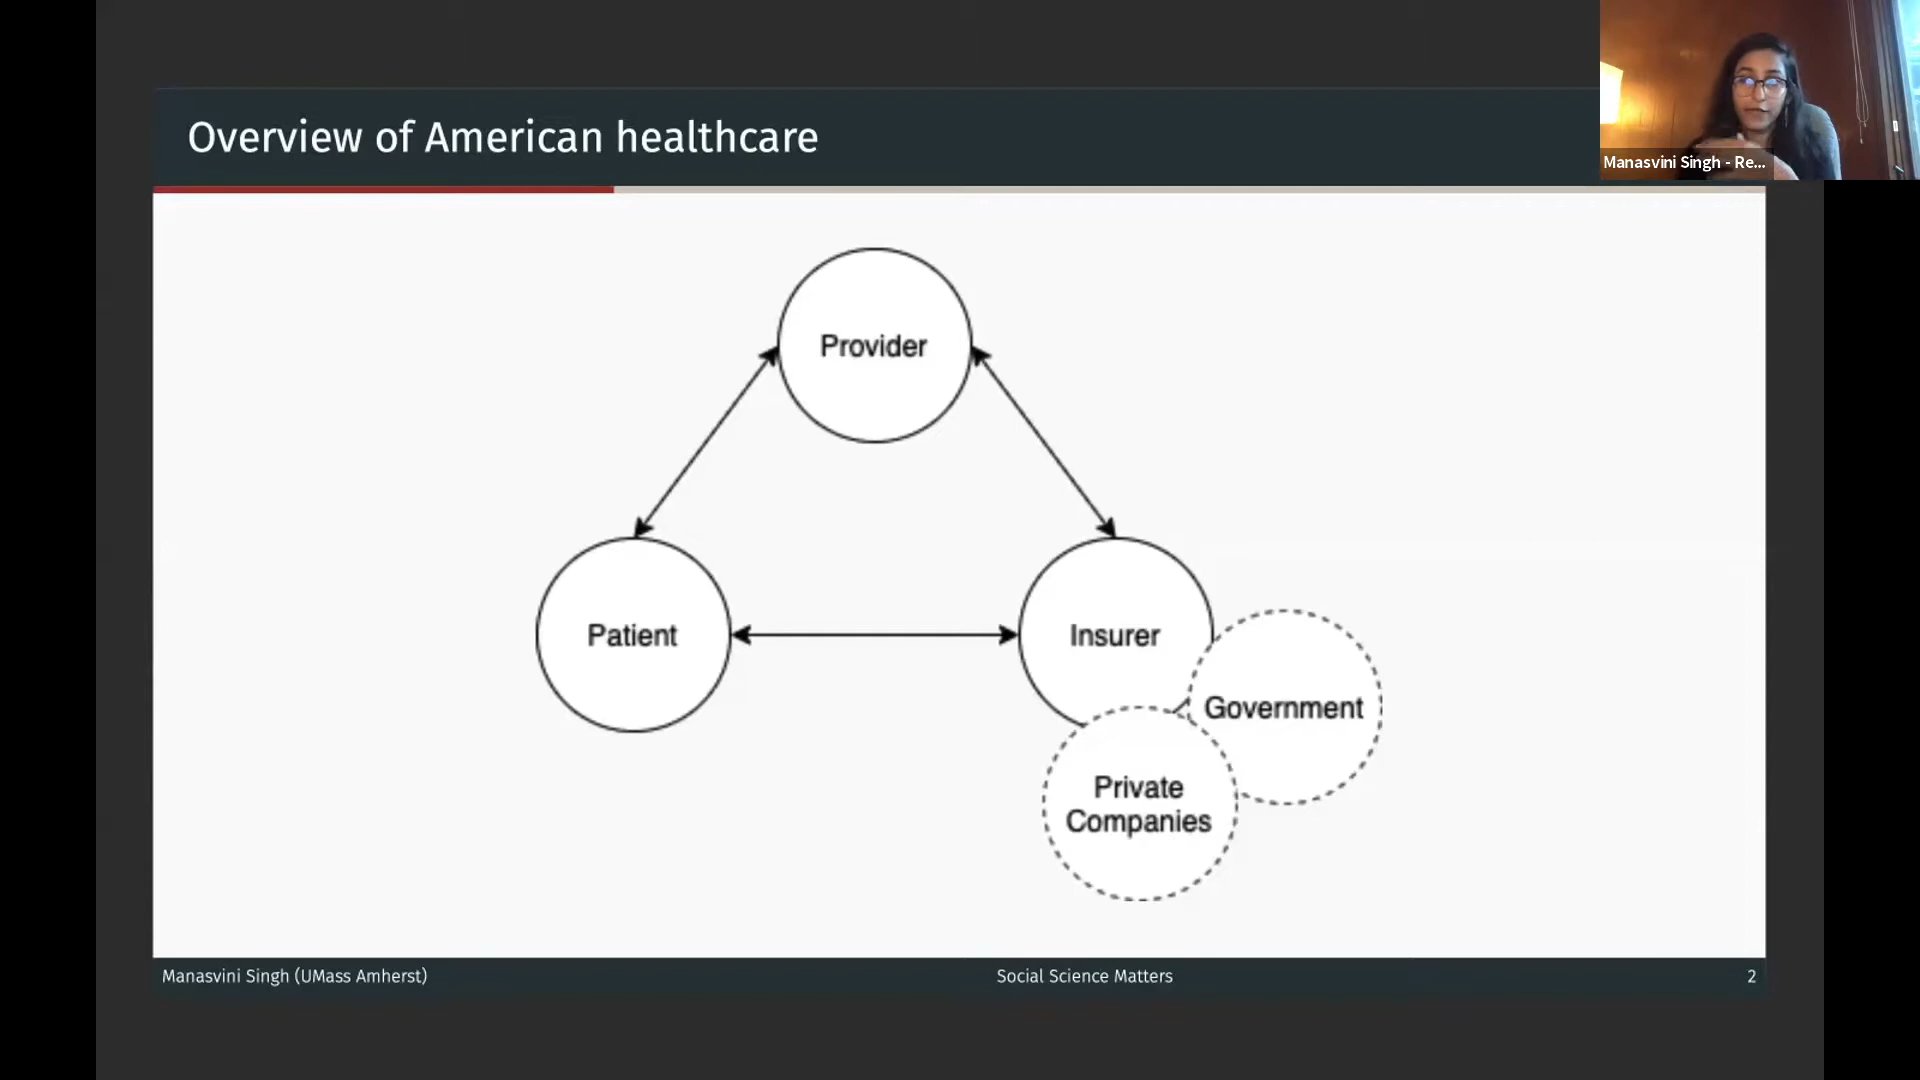 Overview of American healthcare
Manasvini Singh - Re...
Provider
Patient
Insurer
Government
Private
Companies
Manasvini Singh (UMass Amherst)
Social Science Matters
2